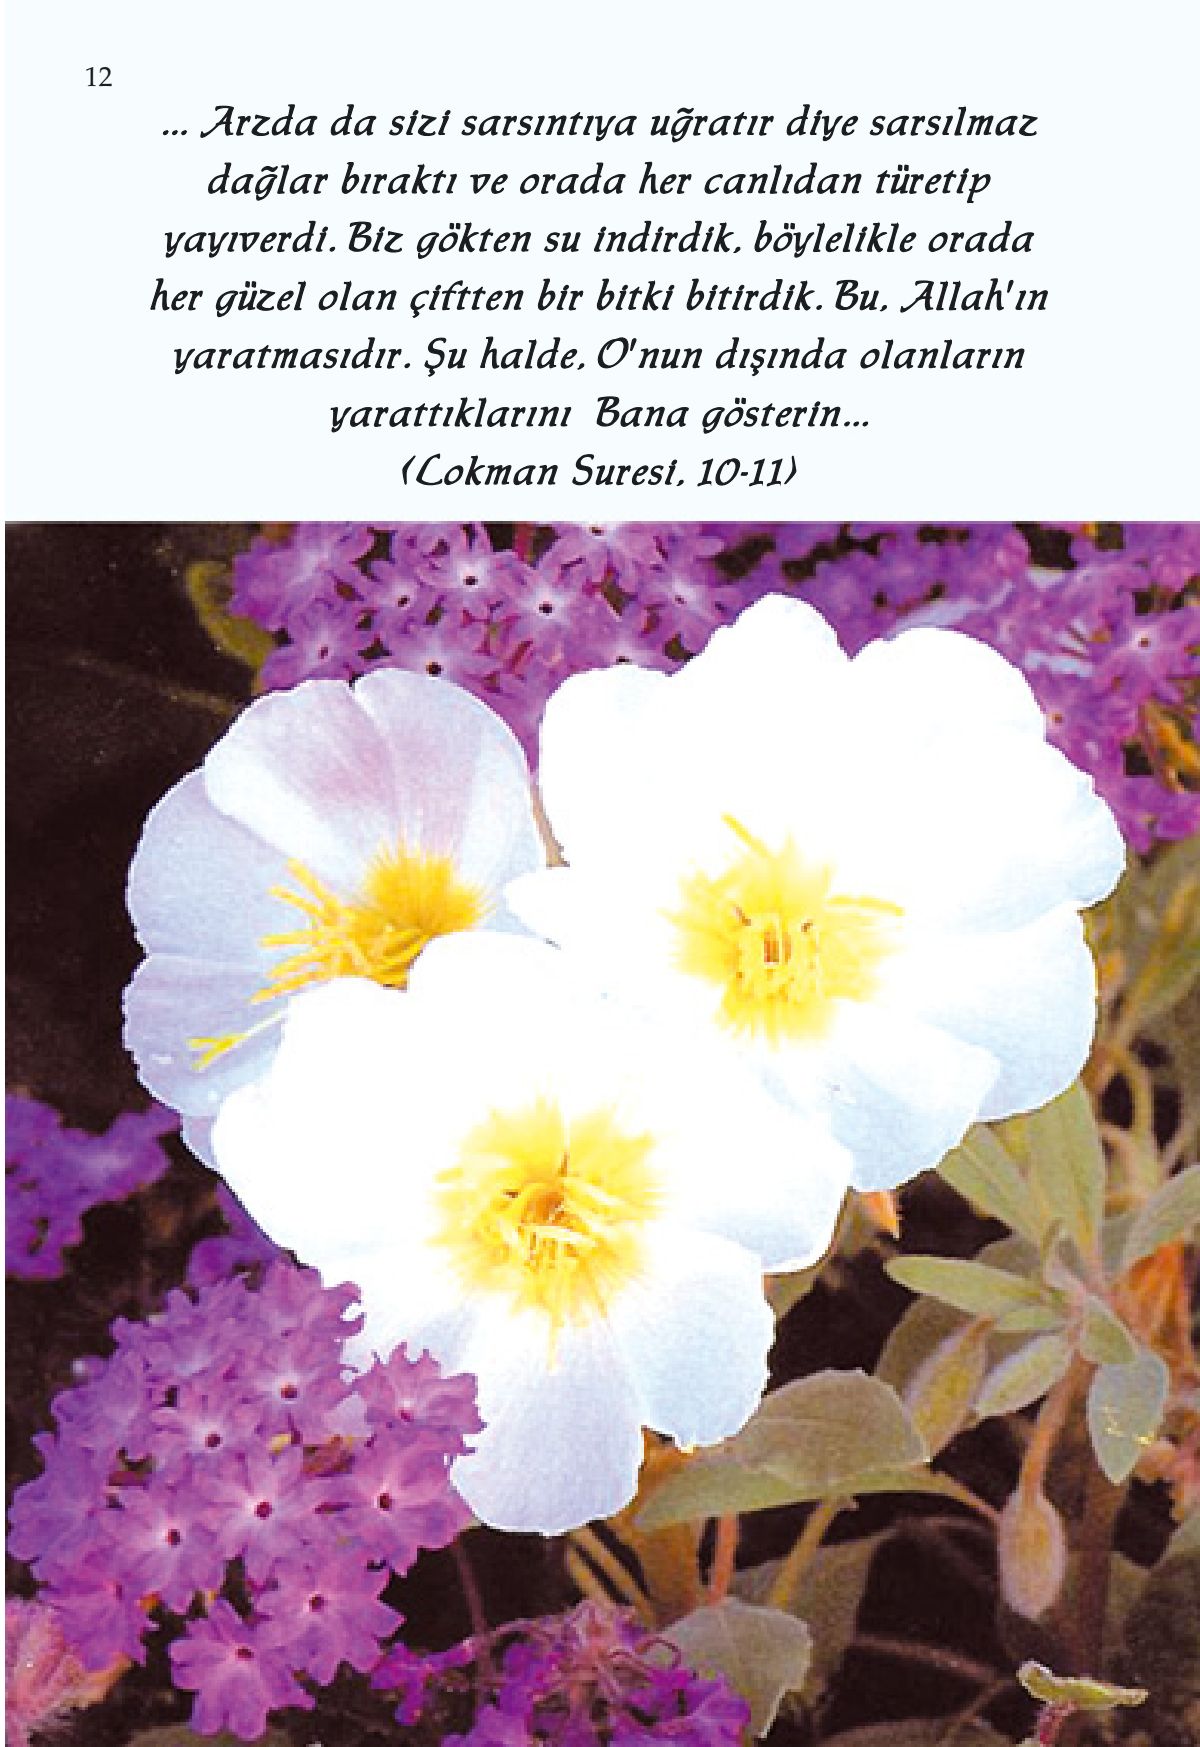 12
... Arzda da sizi sarsıntıya uğratır diye sarsılmaz
dağlar bıraktı ve orada her canlıdan türetip
yayıverdi. Biz gökten su indirdik, böylelikle orada
her güzel olan çiftten bir bitki bitirdik. Bu, Allah'ın
yaratmasıdır. Şu halde, O'nun dışında olanların
yarattıklarını Bana gösterin...
(Lokman Suresi, 10-11)